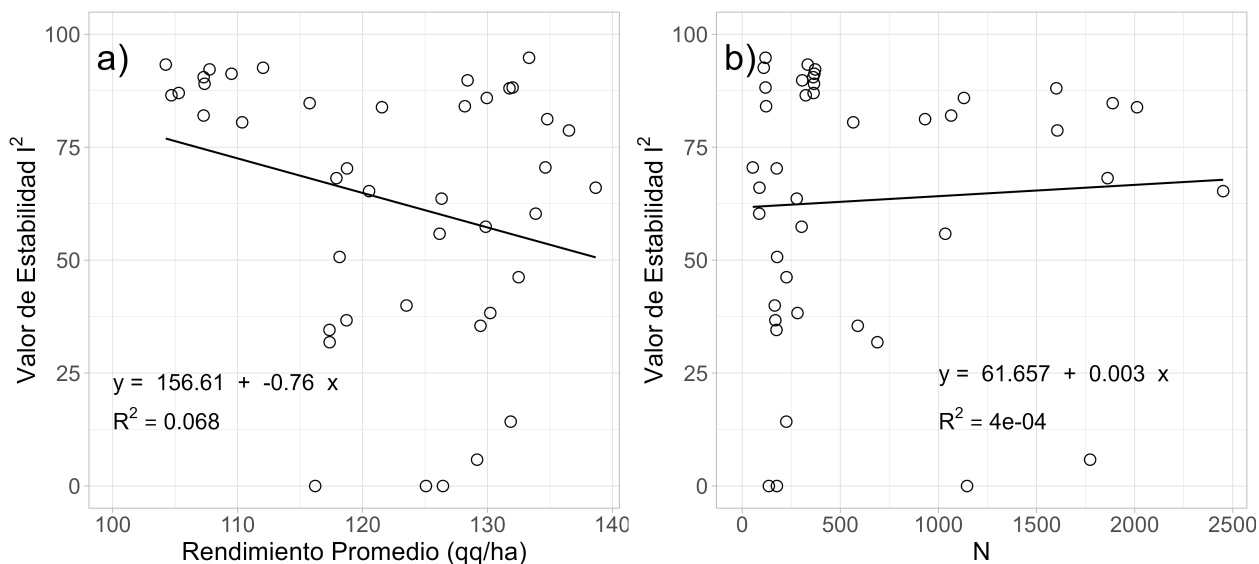 a)
Valor de Estabilidad I²
100
75
50
25
0
y = 156.61 + -0.76 x
R² = 0.068
100 110 120 130 140
Rendimiento Promedio (qq/ha)
b)
Valor de Estabilidad I²
100
75
50
25
0
y = 61.657 + 0.003 x
R² = 4e-04
0 500 1000 1500 2000 2500
N